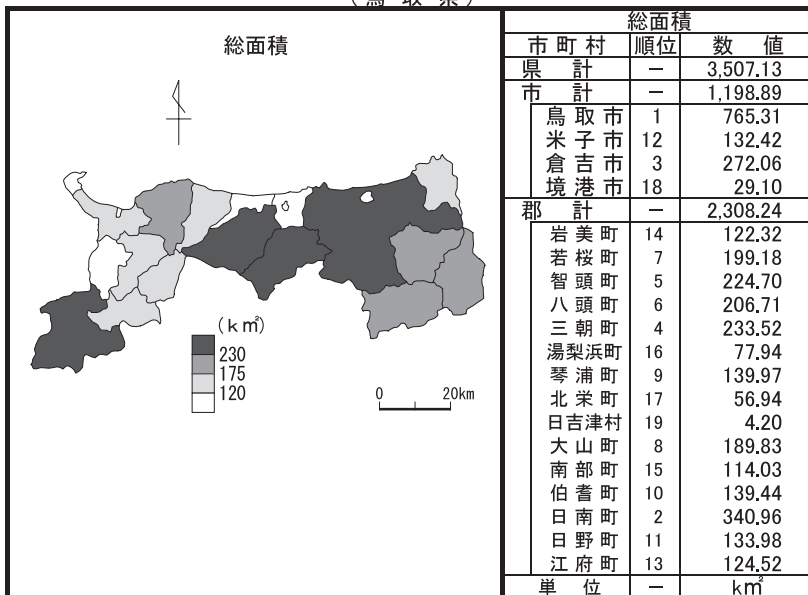 (鳥取県)
総面積
(k㎡)
230
175
120
0 20km
総面積
市町村 順位 数値
県計 － 3,507.13
市計 － 1,198.89
鳥取市 1 765.31
米子市 12 132.42
倉吉市 3 272.06
境港市 18 29.10
郡計 － 2,308.24
岩美町 14 122.32
若桜町 7 199.18
智頭町 5 224.70
八頭町 6 206.71
三朝町 4 233.52
湯梨浜町 16 77.94
琴浦町 9 139.97
北栄町 17 56.94
日吉津村 19 4.20
大山町 8 189.83
南部町 15 114.03
伯耆町 10 139.44
日南町 2 340.96
日野町 11 133.98
江府町 13 124.52
単位 － k㎡